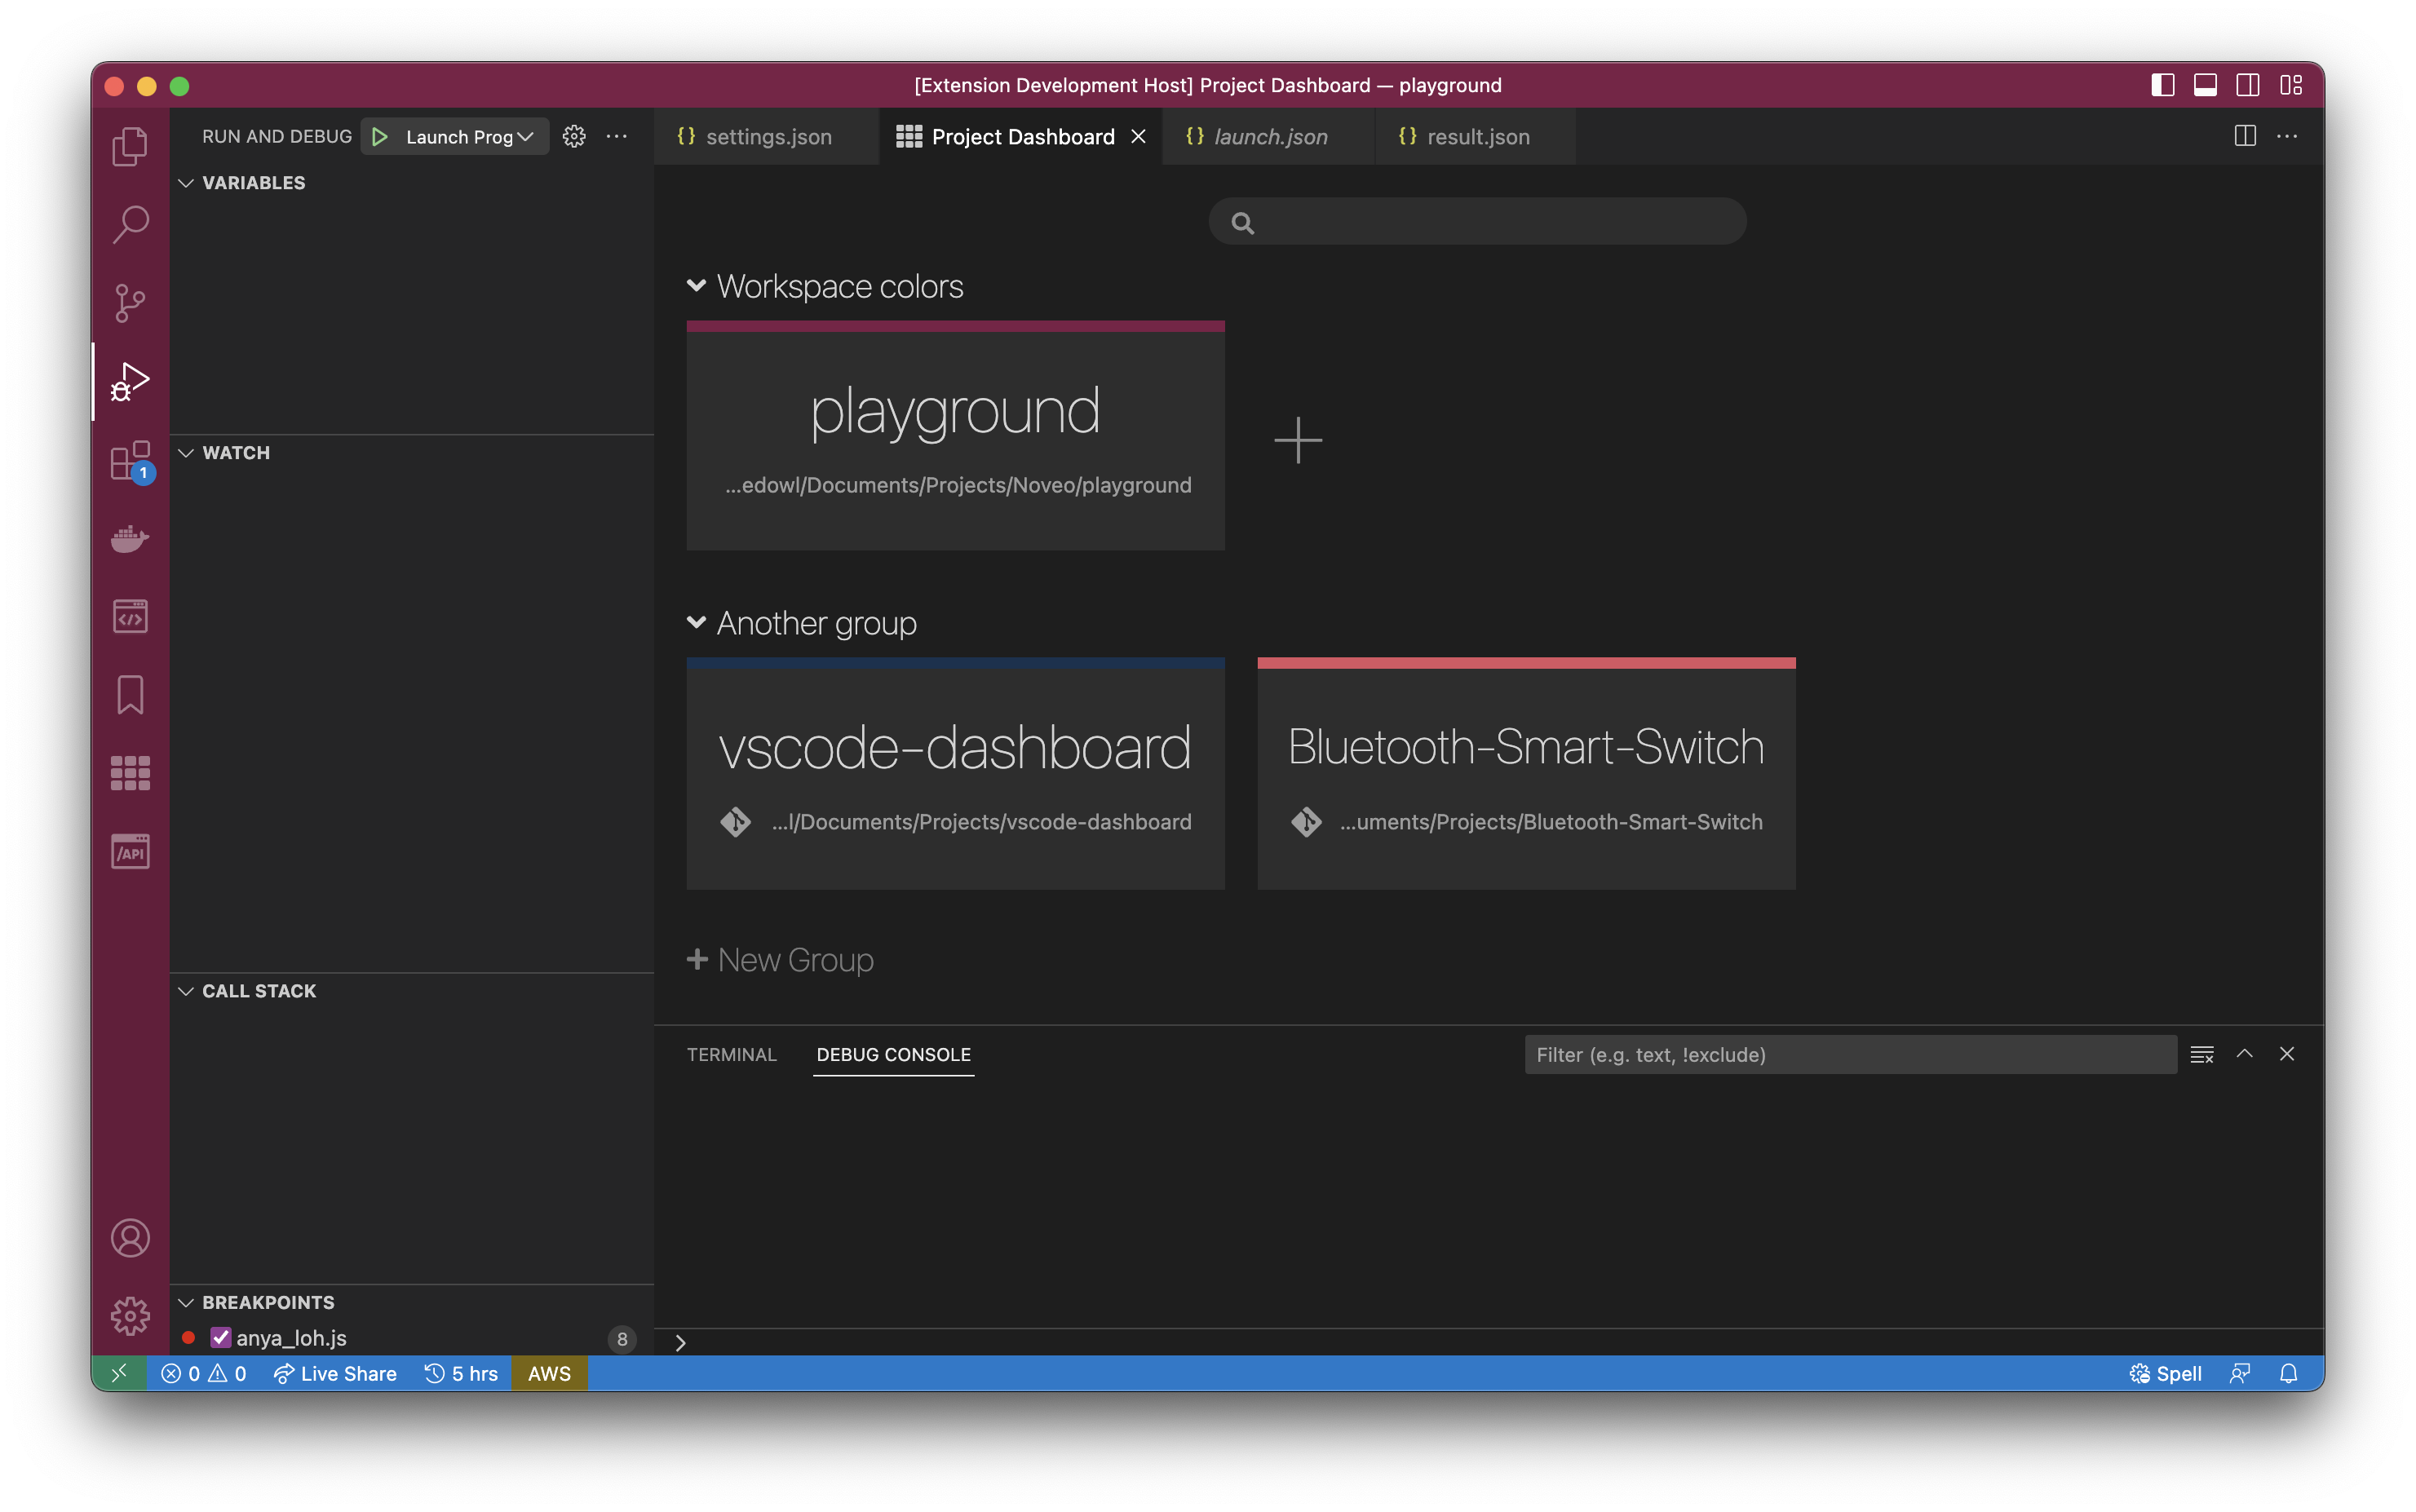 [Extension Development Host] Project Dashboard — playground
RUN AND DEBUG Launch Prog
settings.json Project Dashboard launch.json result.json
VARIABLES
Workspace colors
playground
...edowl/Documents/Projects/Noveo/playground
WATCH
1
Another group
vscode-dashboard Bluetooth-Smart-Switch
...l/Documents/Projects/vscode-dashboard ...uments/Projects/Bluetooth-Smart-Switch
/API
+ New Group
CALL STACK
TERMINAL DEBUG CONSOLE Filter (e.g. text, !exclude)
BREAKPOINTS
anya_loh.js 8
0 0 Live Share 5 hrs AWS Spell